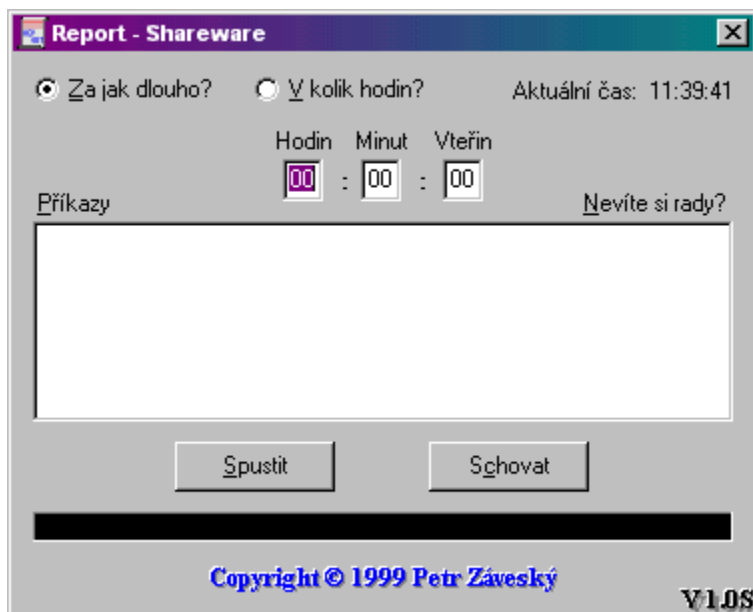 Report - Shareware
Za jak dlouho? V kolik hodin? Aktuální čas: 11:39:41
Hodin Minut Vteřin
00 : 00 : 00
Příkazy Nevíte si rady?
Spustit Schovat
Copyright © 1999 Petr Záveský
V 1.0S